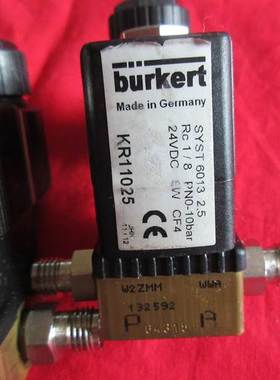 bürkert
Made in Germany
SYST 6013 2,5
Rc 1/8 PN0-10bar
24VDC 8W CF4
KR11025
CE
W2ZMM WWA
132592
P A